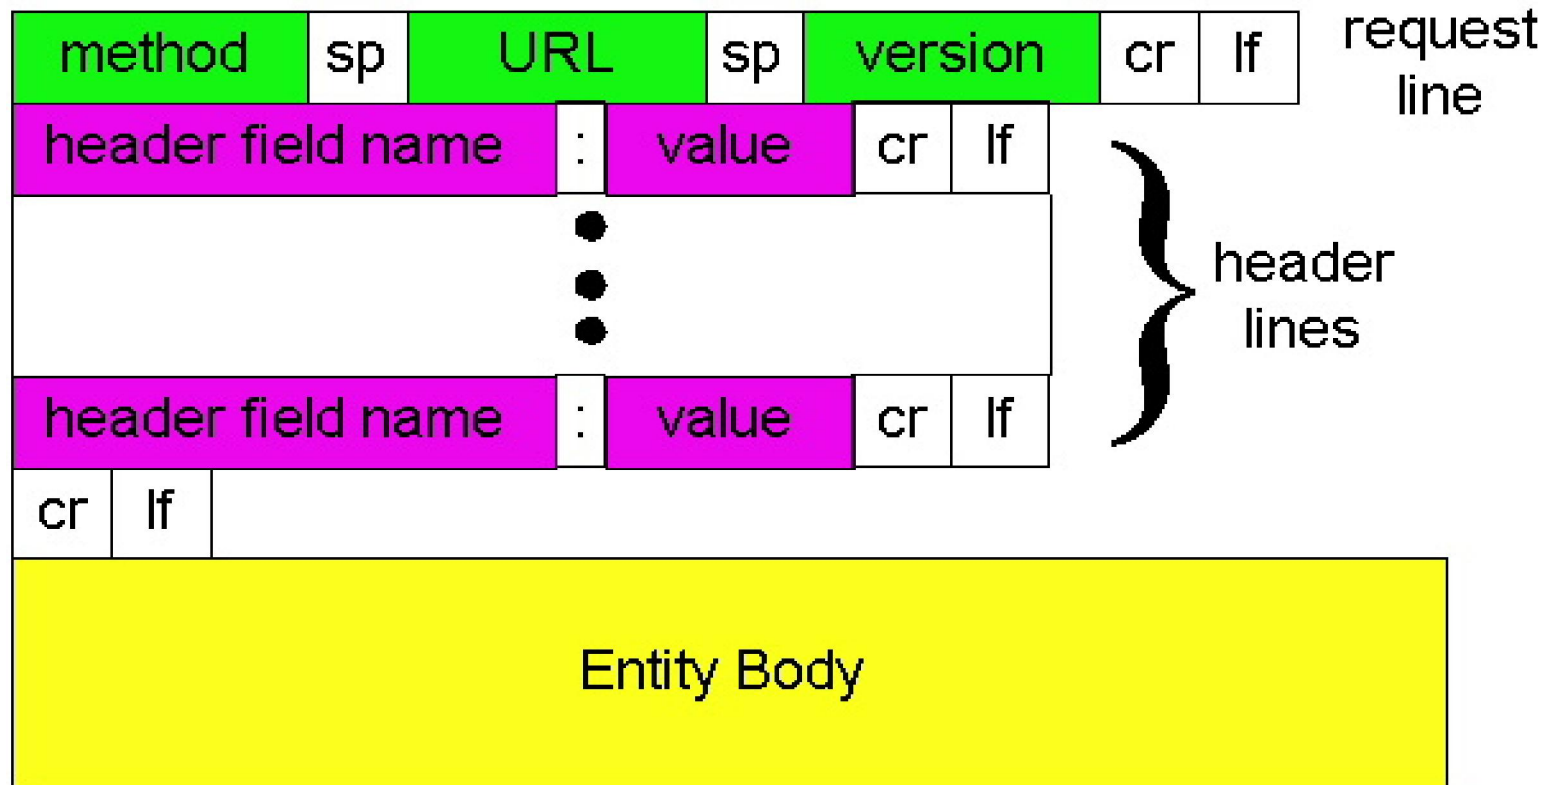 method sp URL sp version cr lf
request
line
header field name : value cr lf
header
lines
header field name : value cr lf
cr lf
Entity Body